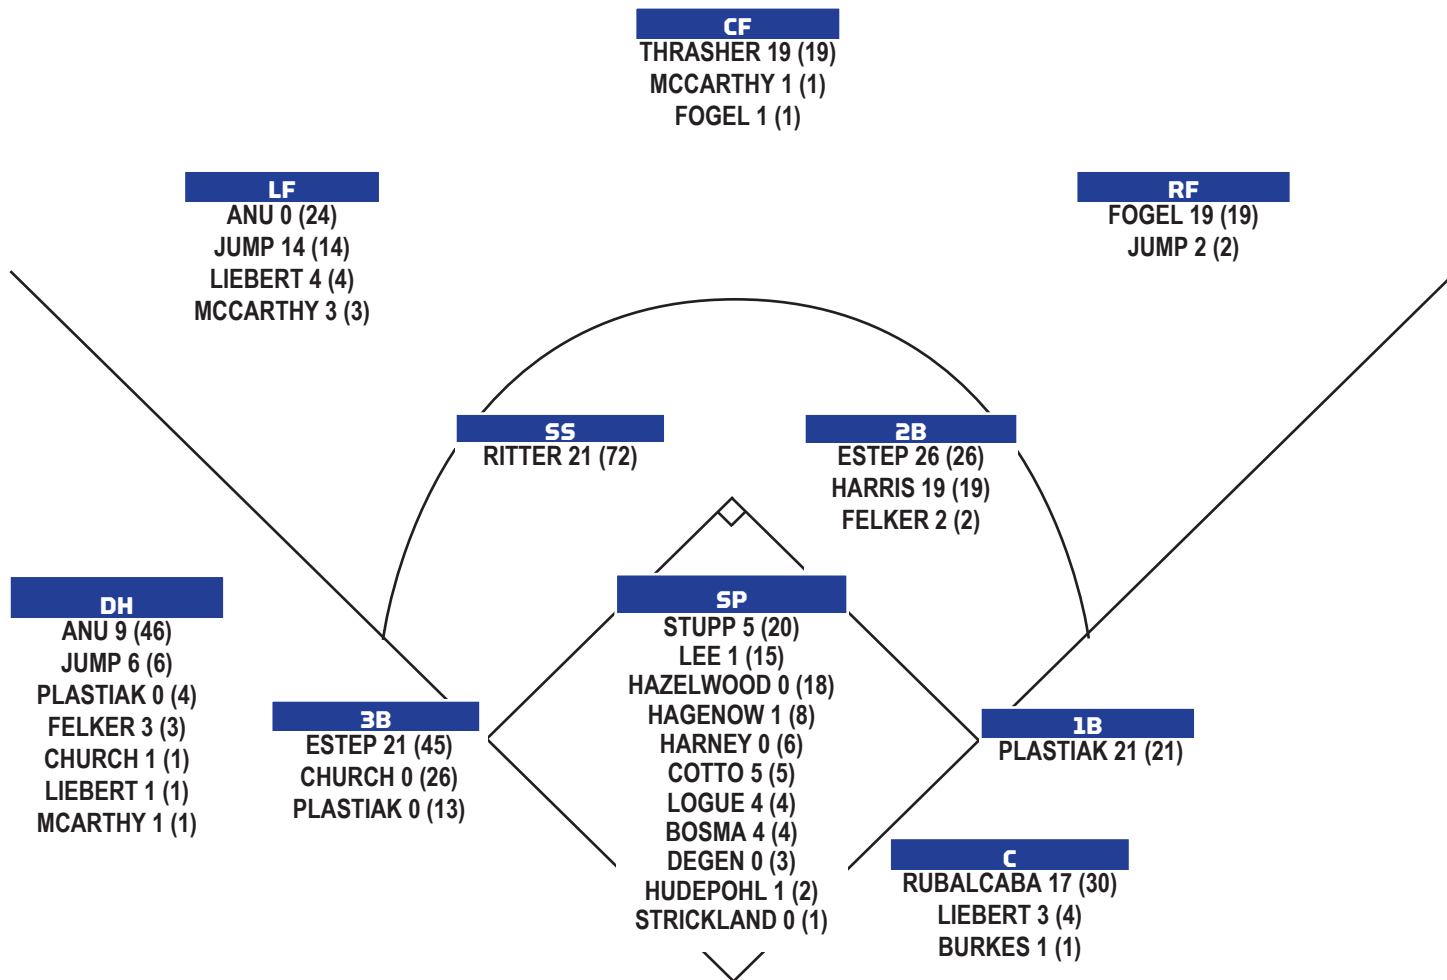 CF
THRASHER 19 (19)
MCCARTHY 1 (1)
FOGEL 1 (1)
LF
ANU 0 (24)
JUMP 14 (14)
LIEBERT 4 (4)
MCCARTHY 3 (3)
RF
FOGEL 19 (19)
JUMP 2 (2)
SS
RITTER 21 (72)
2B
ESTEP 26 (26)
HARRIS 19 (19)
FELKER 2 (2)
DH
ANU 9 (46)
JUMP 6 (6)
PLASTIAK 0 (4)
FELKER 3 (3)
CHURCH 1 (1)
LIEBERT 1 (1)
MCARTHY 1 (1)
3B
ESTEP 21 (45)
CHURCH 0 (26)
PLASTIAK 0 (13)
SP
STUPP 5 (20)
LEE 1 (15)
HAZELWOOD 0 (18)
HAGENOW 1 (8)
HARNEY 0 (6)
COTTO 5 (5)
LOGUE 4 (4)
BOSMA 4 (4)
DEGEN 0 (3)
HUDEPOHL 1 (2)
STRICKLAND 0 (1)
1B
PLASTIAK 21 (21)
C
RUBALCABA 17 (30)
LIEBERT 3 (4)
BURKES 1 (1)